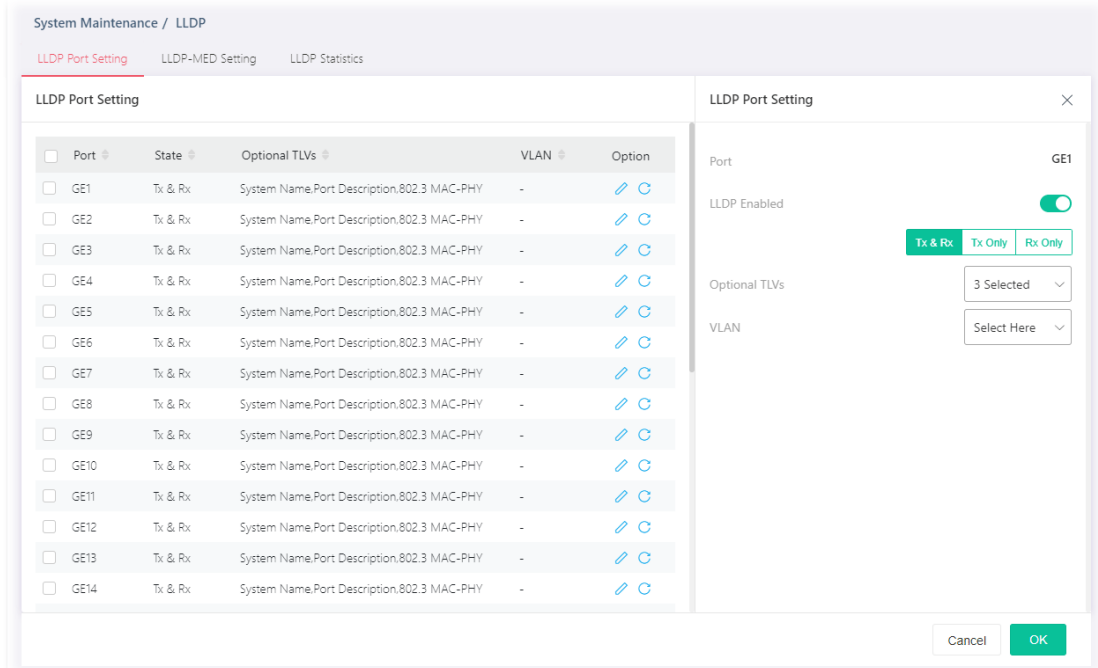 System Maintenance / LLDP
LLDP Port Setting LLDP-MED Setting LLDP Statistics
LLDP Port Setting
Port State Optional TLVs VLAN Option
GE1 Tx & Rx System Name,Port Description,802.3 MAC-PHY -
GE2 Tx & Rx System Name,Port Description,802.3 MAC-PHY -
GE3 Tx & Rx System Name,Port Description,802.3 MAC-PHY -
GE4 Tx & Rx System Name,Port Description,802.3 MAC-PHY -
GE5 Tx & Rx System Name,Port Description,802.3 MAC-PHY -
GE6 Tx & Rx System Name,Port Description,802.3 MAC-PHY -
GE7 Tx & Rx System Name,Port Description,802.3 MAC-PHY -
GE8 Tx & Rx System Name,Port Description,802.3 MAC-PHY -
GE9 Tx & Rx System Name,Port Description,802.3 MAC-PHY -
GE10 Tx & Rx System Name,Port Description,802.3 MAC-PHY -
GE11 Tx & Rx System Name,Port Description,802.3 MAC-PHY -
GE12 Tx & Rx System Name,Port Description,802.3 MAC-PHY -
GE13 Tx & Rx System Name,Port Description,802.3 MAC-PHY -
GE14 Tx & Rx System Name,Port Description,802.3 MAC-PHY -
LLDP Port Setting
Port GE1
LLDP Enabled
Tx & Rx Tx Only Rx Only
Optional TLVs 3 Selected
VLAN Select Here
Cancel OK